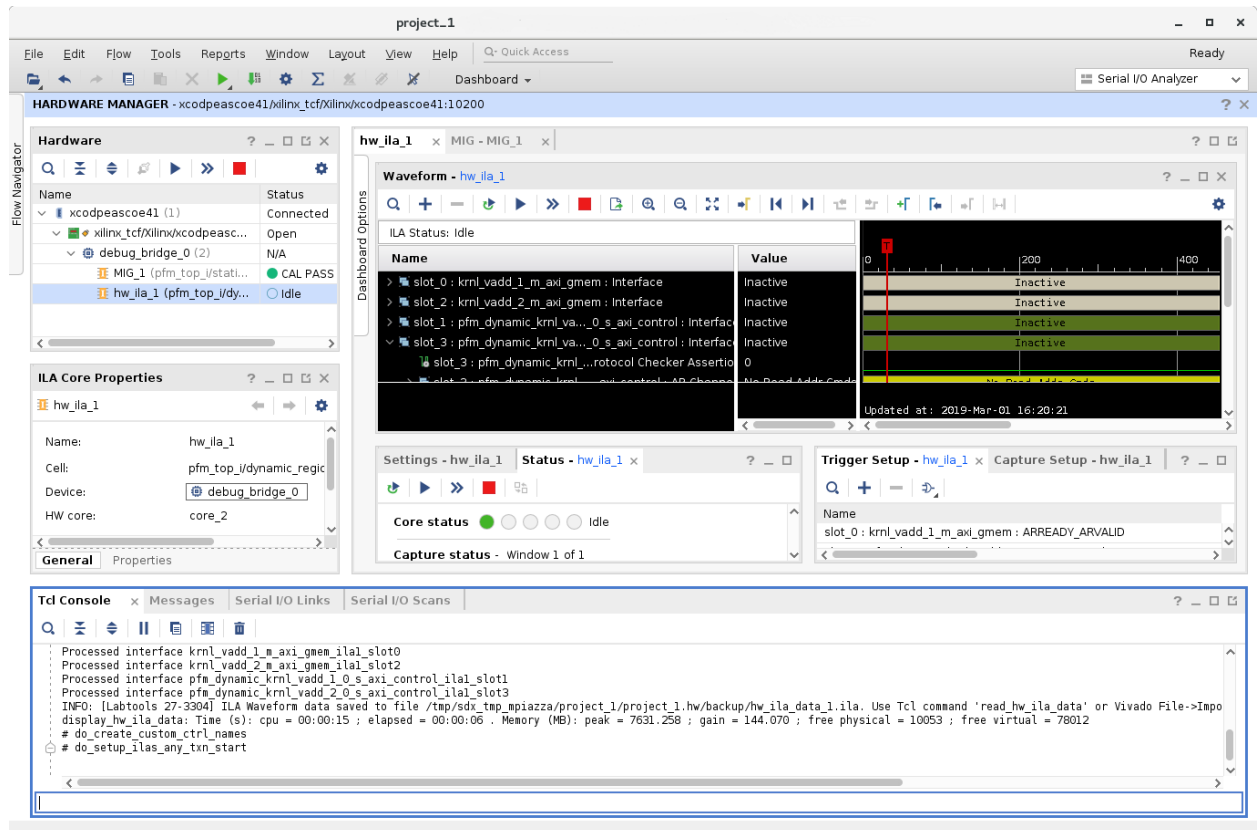 project_1
File Edit Flow Tools Reports Window Layout View Help Quick Access Ready
Dashboard Serial I/O Analyzer
HARDWARE MANAGER - xcodpeascoe41/xilinx_tcf/Xilinx/xcodpeascoe41:10200
Flow Navigator
Hardware
Name Status
xcodpeascoe41 (1) Connected
xilinx_tcf/Xilinx/xcodpeasc... Open
debug_bridge_0 (2) N/A
MIG_1 (pfm_top_i/stati... CAL PASS
hw_ila_1 (pfm_top_i/dy... Idle
ILA Core Properties
hw_ila_1
Name: hw_ila_1
Cell: pfm_top_i/dynamic_regic
Device: debug_bridge_0
HW core: core_2
General Properties
hw_ila_1 MIG - MIG_1
Dashboard Options
Waveform - hw_ila_1
ILA Status: Idle
Name Value
0 200 400
T
slot_0 : krnl_vadd_1_m_axi_gmem : Interface Inactive Inactive
slot_2 : krnl_vadd_2_m_axi_gmem : Interface Inactive Inactive
slot_1 : pfm_dynamic_krnl_va..._0_s_axi_control : Interfac Inactive Inactive
slot_3 : pfm_dynamic_krnl_va..._0_s_axi_control : Interfac Inactive Inactive
slot_3 : pfm_dynamic_krnl_...rotocol Checker Assertio 0
Updated at: 2019-Mar-01 16:20:21
Settings - hw_ila_1 Status - hw_ila_1
Core status Idle
Capture status - Window 1 of 1
Trigger Setup - hw_ila_1 Capture Setup - hw_ila_1
Name
slot_0 : krnl_vadd_1_m_axi_gmem : ARREADY_ARVALID
Tcl Console Messages Serial I/O Links Serial I/O Scans
Processed interface krnl_vadd_1_m_axi_gmem_ila1_slot0
Processed interface krnl_vadd_2_m_axi_gmem_ila1_slot2
Processed interface pfm_dynamic_krnl_vadd_1_0_s_axi_control_ila1_slot1
Processed interface pfm_dynamic_krnl_vadd_2_0_s_axi_control_ila1_slot3
INFO: [Labtools 27-3304] ILA Waveform data saved to file /tmp/sdx_tmp_mpiazza/project_1/project_1.hw/backup/hw_ila_data_1.ila. Use Tcl command 'read_hw_ila_data' or Vivado File->Impo
display_hw_ila_data: Time (s): cpu = 00:00:15 ; elapsed = 00:00:06 . Memory (MB): peak = 7631.258 ; gain = 144.070 ; free physical = 10053 ; free virtual = 78012
# do_create_custom_ctrl_names
# do_setup_ilas_any_txn_start